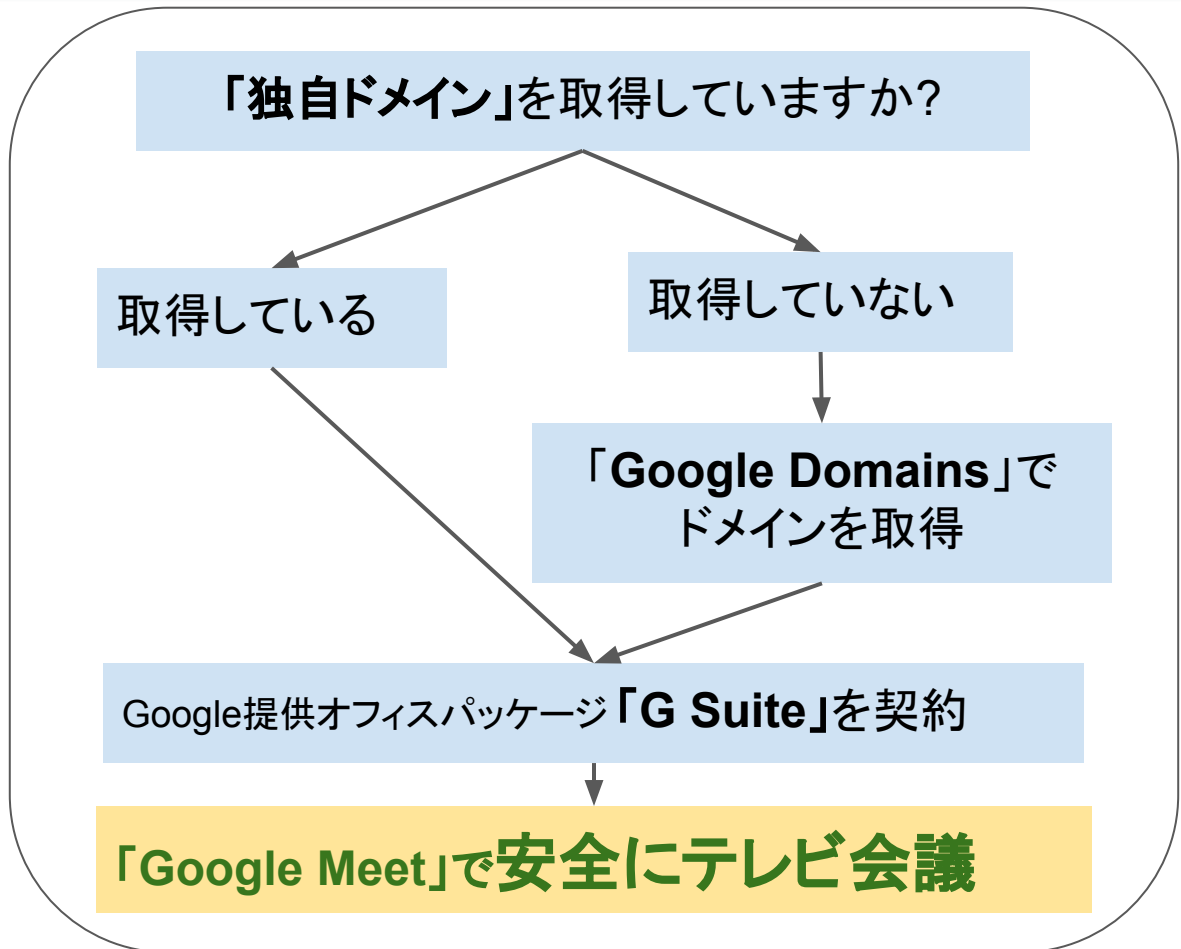 「独自ドメイン」を取得していますか?
取得している
取得していない
「Google Domains」で
ドメインを取得
Google提供オフィスパッケージ「G Suite」を契約
「Google Meet」で安全にテレビ会議